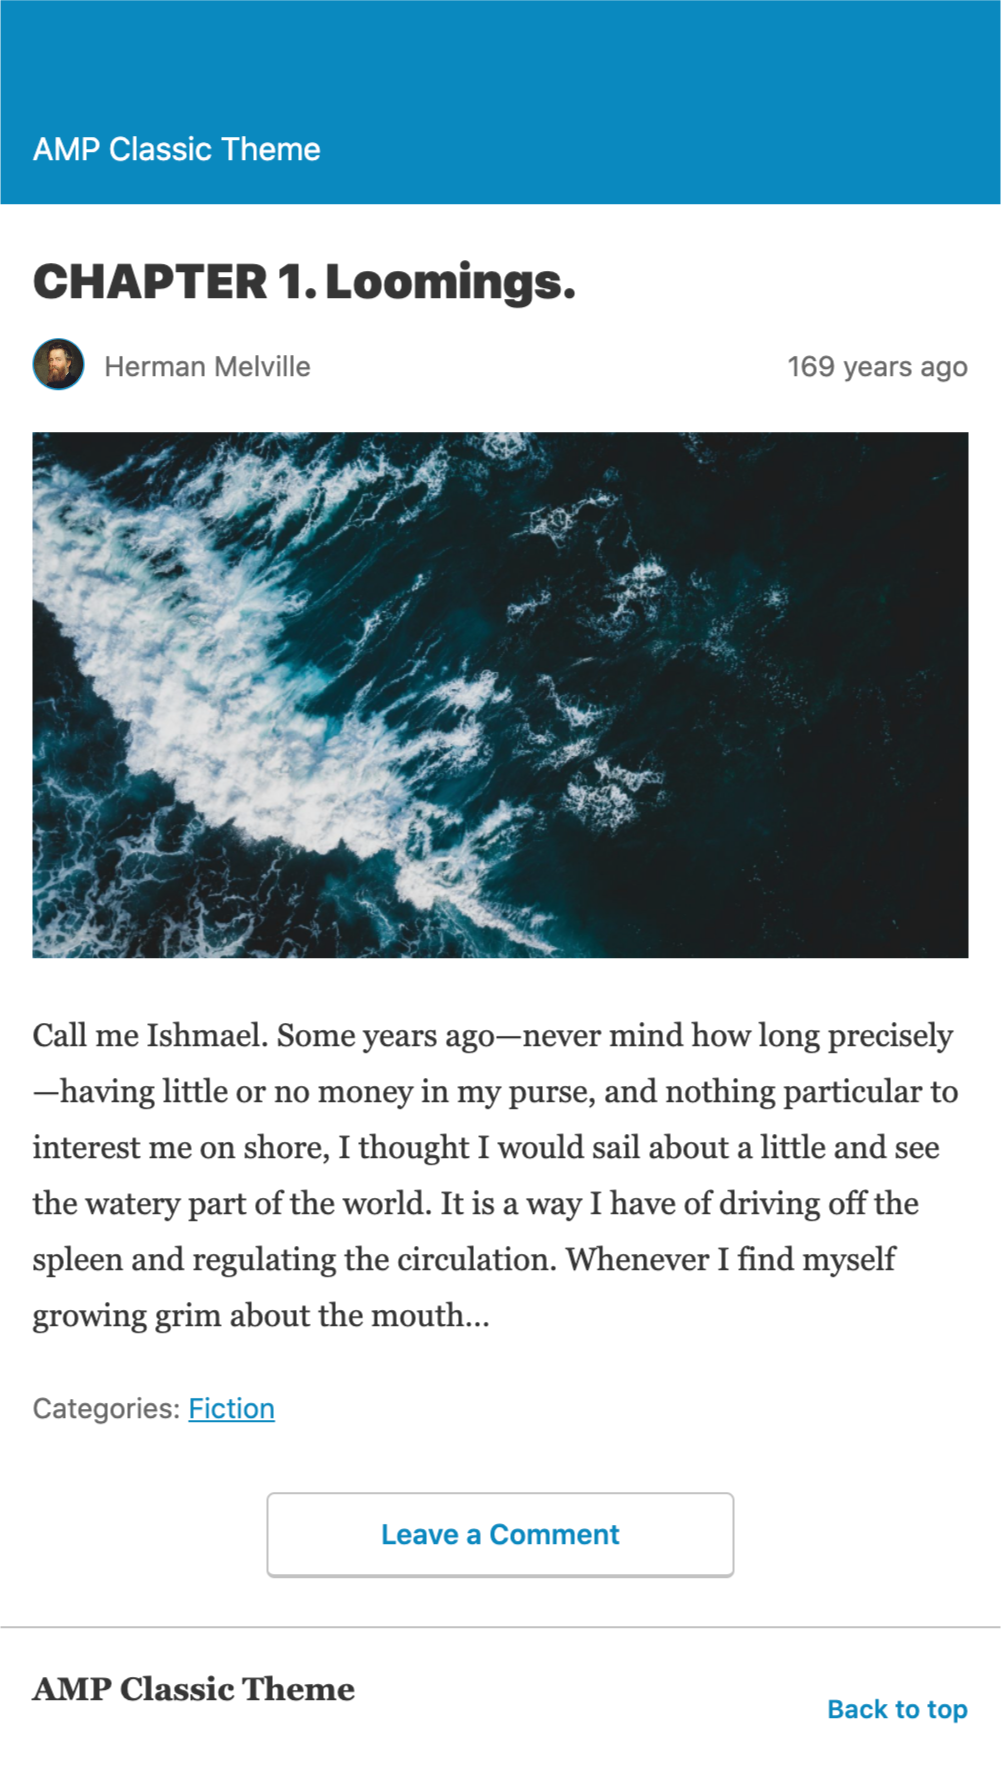 AMP Classic Theme
CHAPTER 1. Loomings.
Herman Melville
169 years ago
Call me Ishmael. Some years ago—never mind how long precisely
—having little or no money in my purse, and nothing particular to
interest me on shore, I thought I would sail about a little and see
the watery part of the world. It is a way I have of driving off the
spleen and regulating the circulation. Whenever I find myself
growing grim about the mouth...
Categories: Fiction
Leave a Comment
AMP Classic Theme
Back to top